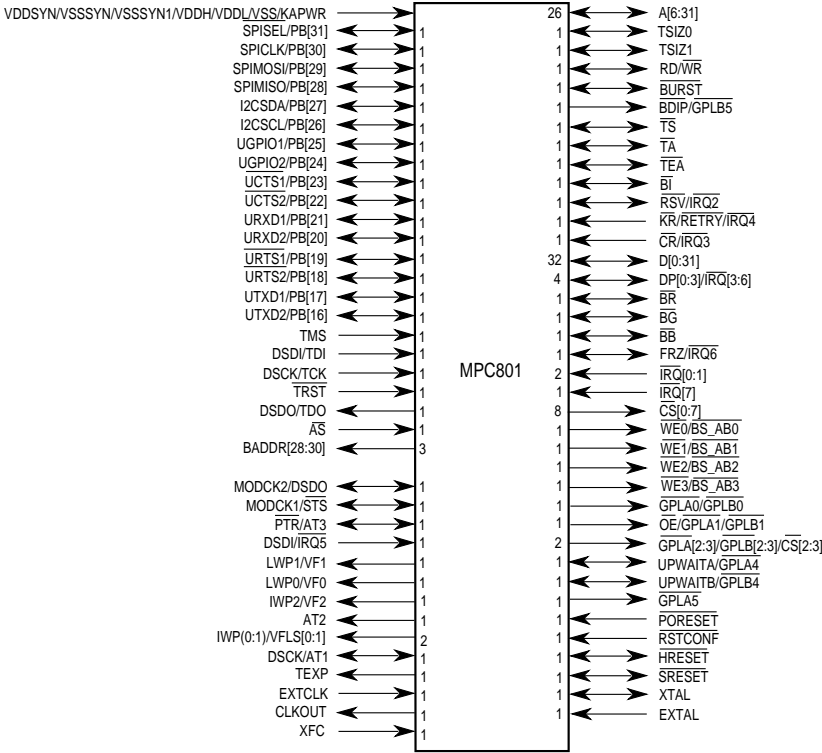 VDDSYN/VSSSYN/VSSSYN1/VDDH/VDDL/VSS/KAPWR
SPISEL/PB[31] 1
SPICLK/PB[30] 1
SPIMOSI/PB[29] 1
SPIMISO/PB[28] 1
I2CSDA/PB[27] 1
I2CSCL/PB[26] 1
UGPIO1/PB[25] 1
UGPIO2/PB[24] 1
UCTS1/PB[23] 1
UCTS2/PB[22] 1
URXD1/PB[21] 1
URXD2/PB[20] 1
URTS1/PB[19] 1
URTS2/PB[18] 1
UTXD1/PB[17] 1
UTXD2/PB[16] 1
TMS 1
DSDI/TDI 1
DSCK/TCK 1
TRST 1
DSDO/TDO 1
AS 1
BADDR[28:30] 3
MODCK2/DSDO 1
MODCK1/STS 1
PTR/AT3 1
DSDI/IRQ5 1
LWP1/VF1 1
LWP0/VF0 1
IWP2/VF2 1
AT2 1
IWP(0:1)/VFLS[0:1] 2
DSCK/AT1 1
TEXP 1
EXTCLK 1
CLKOUT 1
XFC 1
MPC801
26 A[6:31]
1 TSIZ0
1 TSIZ1
1 RD/WR
1 BURST
1 BDIP/GPLB5
1 TS
1 TA
1 TEA
1 BI
1 RSV/IRQ2
1 KR/RETRY/IRQ4
1 CR/IRQ3
32 D[0:31]
4 DP[0:3]/IRQ[3:6]
1 BR
1 BG
1 BB
1 FRZ/IRQ6
2 IRQ[0:1]
1 IRQ[7]
8 CS[0:7]
1 WE0/BS_AB0
1 WE1/BS_AB1
1 WE2/BS_AB2
1 WE3/BS_AB3
1 GPLA0/GPLB0
1 OE/GPLA1/GPLB1
2 GPLA[2:3]/GPLB[2:3]/CS[2:3]
1 UPWAITA/GPLA4
1 UPWAITB/GPLB4
1 GPLA5
1 PORESET
1 RSTCONF
1 HRESET
1 SRESET
1 XTAL
1 EXTAL